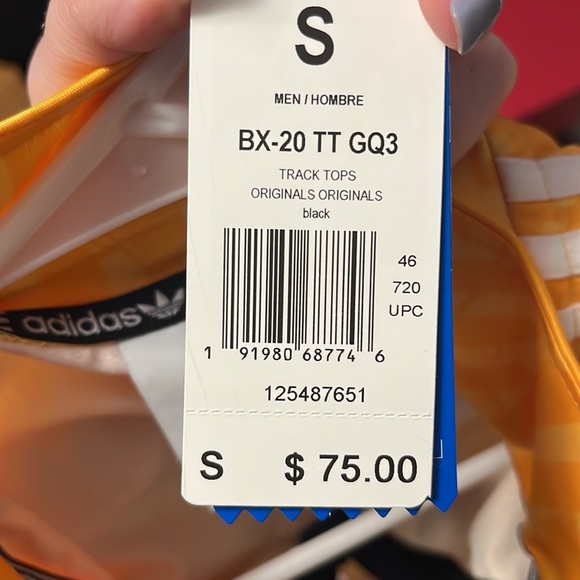 S
MEN / HOMBRE
BX-20 TT GQ3
TRACK TOPS
ORIGINALS ORIGINALS
black
46
720
UPC
1 91980 68774 6
125487651
S $ 75.00
adidas